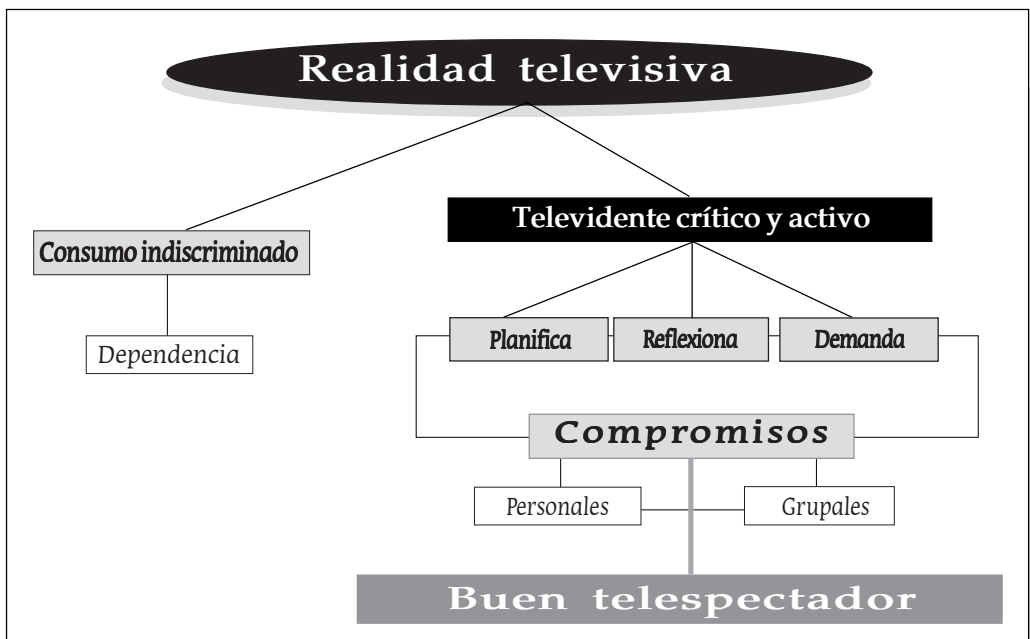 Realidad televisiva
Televidente crítico y activo
Consumo indiscriminado
Dependencia
Planifica
Reflexiona
Demanda
Compromisos
Personales
Grupales
Buen telespectador